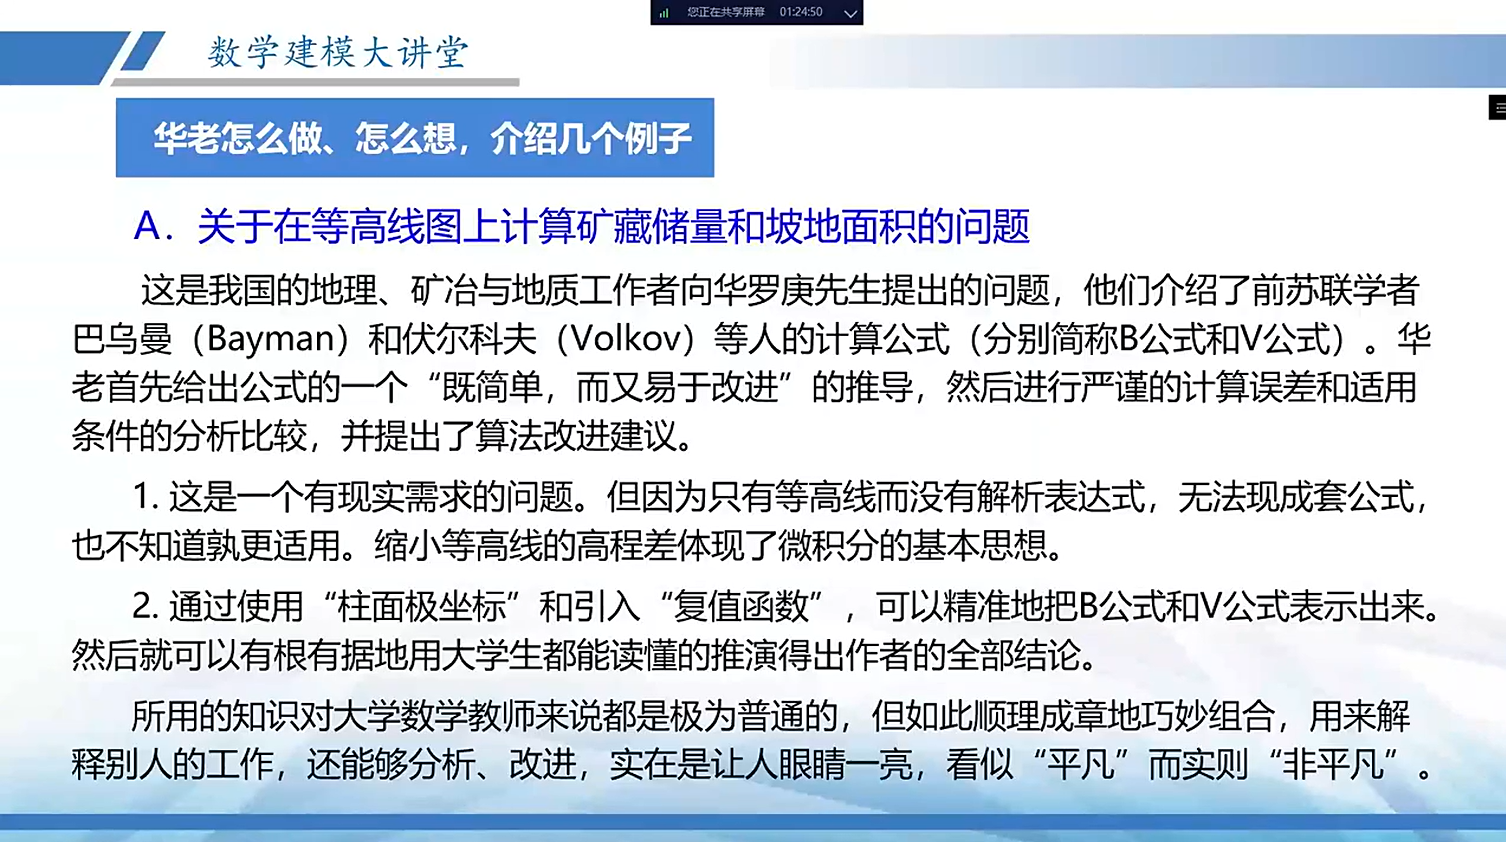 您正在共享屏幕 01:24:50
数学建模大讲堂
华老怎么做、怎么想，介绍几个例子
A．关于在等高线图上计算矿藏储量和坡地面积的问题
这是我国的地理、矿冶与地质工作者向华罗庚先生提出的问题，他们介绍了前苏联学者
巴乌曼（Bayman）和伏尔科夫（Volkov）等人的计算公式（分别简称B公式和V公式）。华
老首先给出公式的一个“既简单，而又易于改进”的推导，然后进行严谨的计算误差和适用
条件的分析比较，并提出了算法改进建议。
1. 这是一个有现实需求的问题。但因为只有等高线而没有解析表达式，无法现成套公式，
也不知道孰更适用。缩小等高线的高程差体现了微积分的基本思想。
2. 通过使用“柱面极坐标”和引入“复值函数”，可以精准地把B公式和V公式表示出来。
然后就可以有根有据地用大学生都能读懂的推演得出作者的全部结论。
所用的知识对大学数学教师来说都是极为普通的，但如此顺理成章地巧妙组合，用来解
释别人的工作，还能够分析、改进，实在是让人眼睛一亮，看似“平凡”而实则“非平凡”。